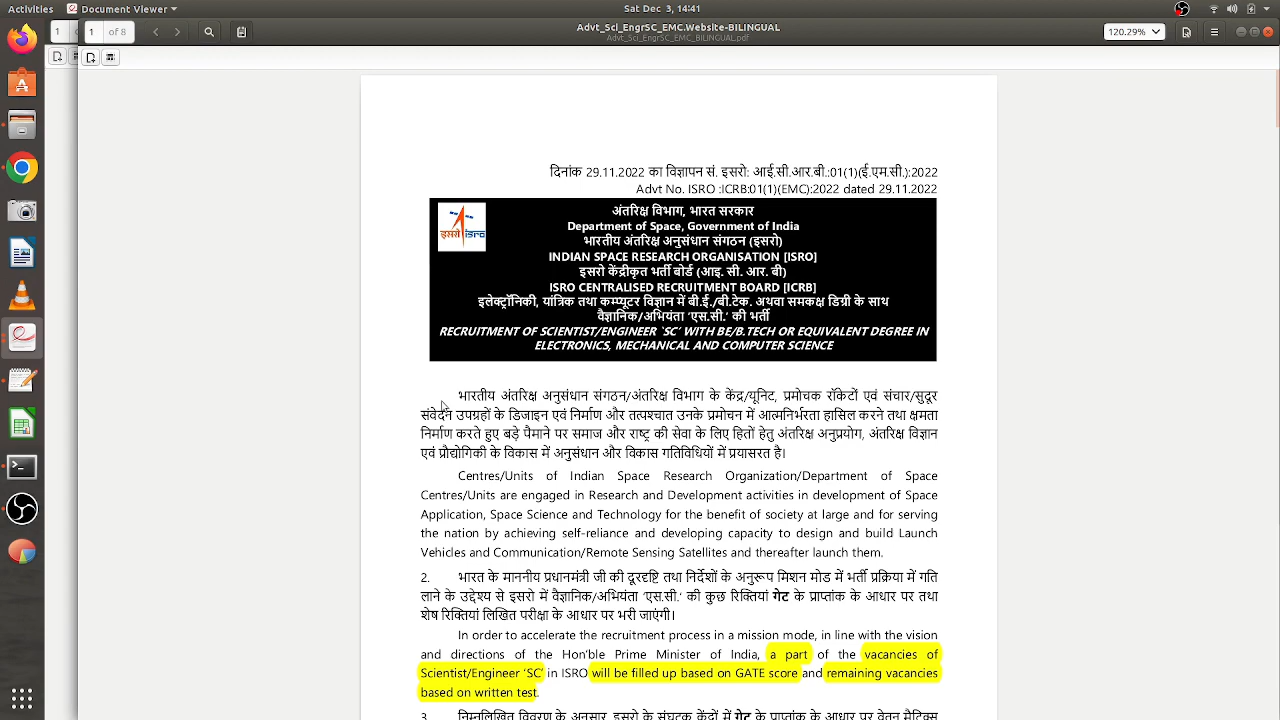 Activities
Document Viewer
Sat Dec 3, 14:41
1
1 of 8
Advt_Sci_EngrSC_EMC.Website-BILINGUAL
Advt_Sci_EngrSC_EMC_BILINGUAL.pdf
120.29%
दिनांक 29.11.2022 का विज्ञापन सं. इसरो: आई.सी.आर.बी.:01(1)(ई.एम.सी.):2022
Advt No. ISRO :ICRB:01(1)(EMC):2022 dated 29.11.2022
इसरो isro
अंतरिक्ष विभाग, भारत सरकार
Department of Space, Government of India
भारतीय अंतरिक्ष अनुसंधान संगठन (इसरो)
INDIAN SPACE RESEARCH ORGANISATION [ISRO]
इसरो केंद्रीकृत भर्ती बोर्ड (आइ. सी. आर. बी)
ISRO CENTRALISED RECRUITMENT BOARD [ICRB]
इलेक्ट्रॉनिकी, यांत्रिक तथा कम्प्यूटर विज्ञान में बी.ई./बी.टेक. अथवा समकक्ष डिग्री के साथ
वैज्ञानिक/अभियंता 'एस.सी.' की भर्ती
RECRUITMENT OF SCIENTIST/ENGINEER `SC' WITH BE/B.TECH OR EQUIVALENT DEGREE IN
ELECTRONICS, MECHANICAL AND COMPUTER SCIENCE
भारतीय अंतरिक्ष अनुसंधान संगठन/अंतरिक्ष विभाग के केंद्र/यूनिट, प्रमोचक रॉकेटों एवं संचार/सुदूर
संवेदन उपग्रहों के डिजाइन एवं निर्माण और तत्पश्चात उनके प्रमोचन में आत्मनिर्भरता हासिल करने तथा क्षमता
निर्माण करते हुए बड़े पैमाने पर समाज और राष्ट्र की सेवा के लिए हितों हेतु अंतरिक्ष अनुप्रयोग, अंतरिक्ष विज्ञान
एवं प्रौद्योगिकी के विकास में अनुसंधान और विकास गतिविधियों में प्रयासरत है।
Centres/Units of Indian Space Research Organization/Department of Space
Centres/Units are engaged in Research and Development activities in development of Space
Application, Space Science and Technology for the benefit of society at large and for serving
the nation by achieving self-reliance and developing capacity to design and build Launch
Vehicles and Communication/Remote Sensing Satellites and thereafter launch them.
2. भारत के माननीय प्रधानमंत्री जी की दूरदृष्टि तथा निर्देशों के अनुरूप मिशन मोड में भर्ती प्रक्रिया में गति
लाने के उद्देश्य से इसरो में वैज्ञानिक/अभियंता 'एस.सी.' की कुछ रिक्तियां गेट के प्राप्तांक के आधार पर तथा
शेष रिक्तियां लिखित परीक्षा के आधार पर भरी जाएंगी।
In order to accelerate the recruitment process in a mission mode, in line with the vision
and directions of the Hon'ble Prime Minister of India, a part of the vacancies of
Scientist/Engineer 'SC' in ISRO will be filled up based on GATE score and remaining vacancies
based on written test.
3. निम्नलिखित विवरण के अनुसार, इसरो के संघटक केंद्रों में गेट के प्राप्तांक के आधार पर वेतन मैट्रिक्स